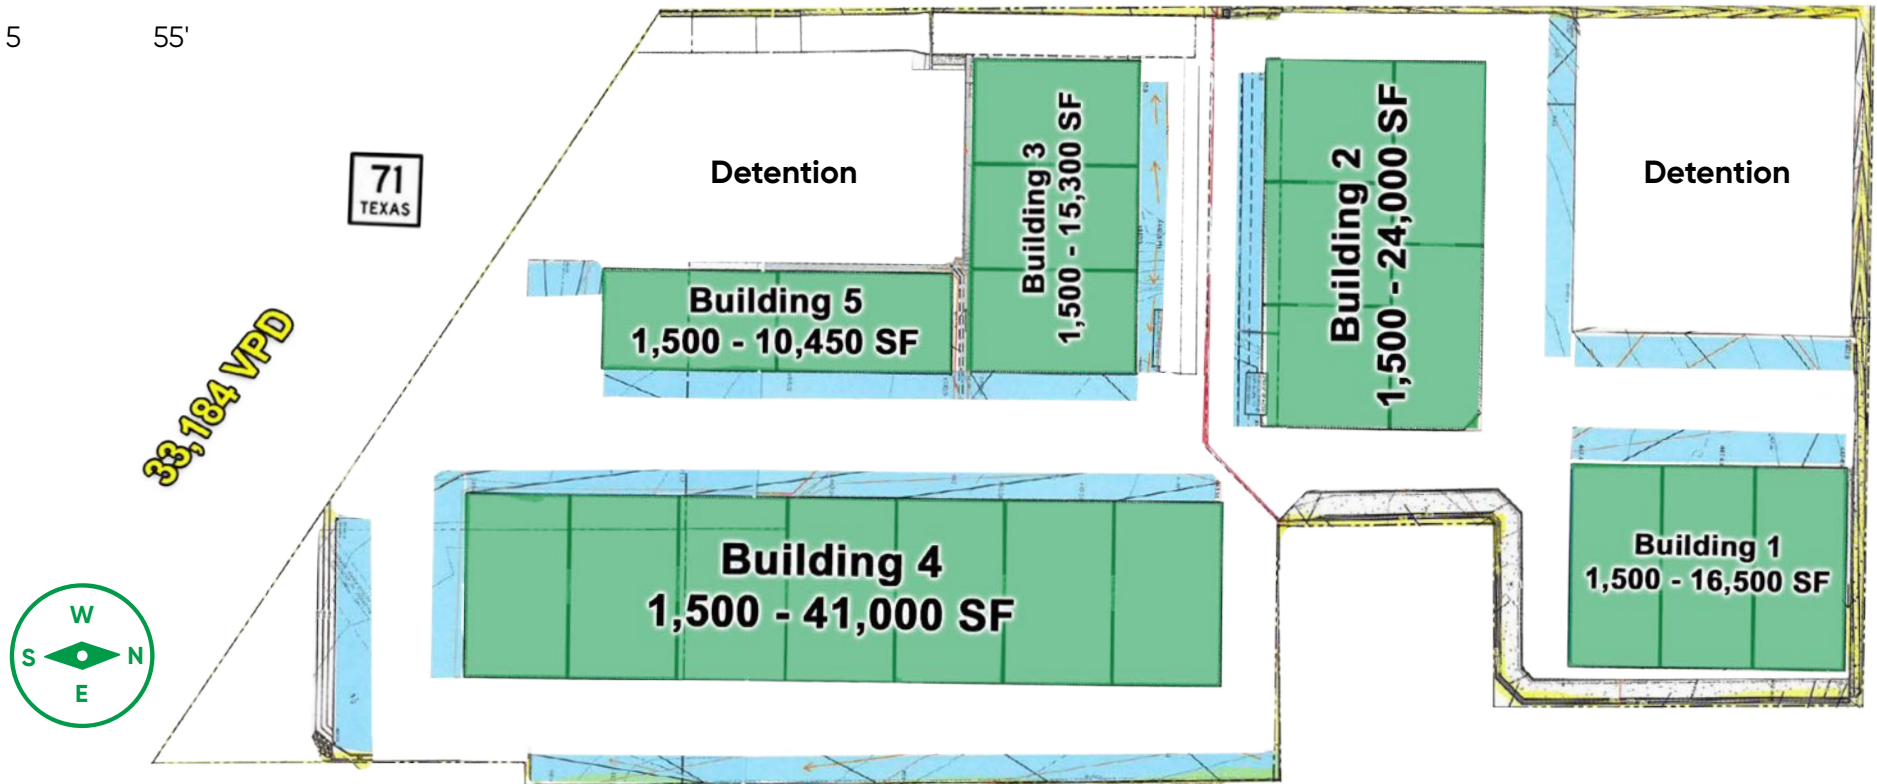 5 55'
71
TEXAS
33,184 VPD
Detention
Building 3
1,500 - 15,300 SF
Building 2
1,500 - 24,000 SF
Detention
Building 5
1,500 - 10,450 SF
Building 4
1,500 - 41,000 SF
Building 1
1,500 - 16,500 SF
W
S N
E